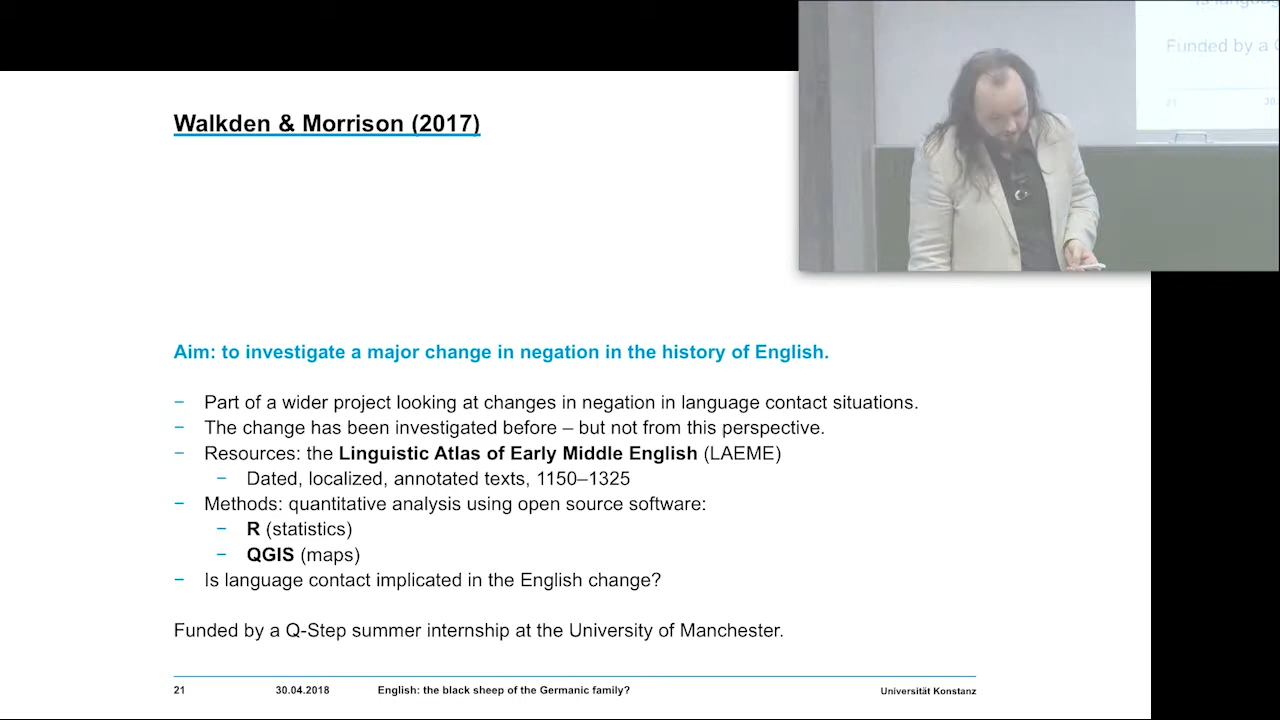 Walkden & Morrison (2017)
Funded by a
21
30.
Aim: to investigate a major change in negation in the history of English.
− Part of a wider project looking at changes in negation in language contact situations.
− The change has been investigated before – but not from this perspective.
− Resources: the Linguistic Atlas of Early Middle English (LAEME)
− Dated, localized, annotated texts, 1150–1325
− Methods: quantitative analysis using open source software:
− R (statistics)
− QGIS (maps)
− Is language contact implicated in the English change?
Funded by a Q-Step summer internship at the University of Manchester.
21 30.04.2018 English: the black sheep of the Germanic family? Universität Konstanz